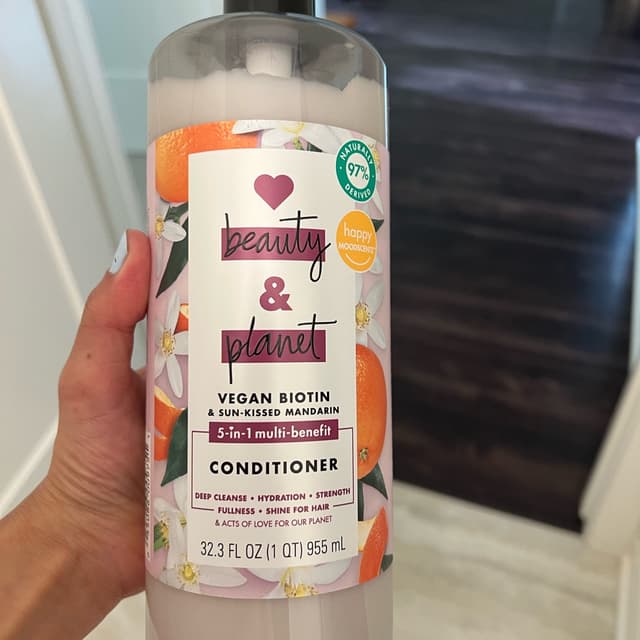 NATURALLY
97%
DERIVED
beauty
happy
MOODSCENTS
&
planet
VEGAN BIOTIN
& SUN-KISSED MANDARIN
5-in-1 multi-benefit
CONDITIONER
DEEP CLEANSE • HYDRATION • STRENGTH
FULLNESS • SHINE FOR HAIR
& ACTS OF LOVE FOR OUR PLANET
32.3 FL OZ (1 QT) 955 mL